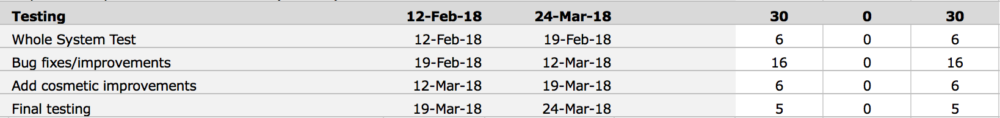 Testing 12-Feb-18 24-Mar-18 30 0 30
Whole System Test 12-Feb-18 19-Feb-18 6 0 6
Bug fixes/improvements 19-Feb-18 12-Mar-18 16 0 16
Add cosmetic improvements 12-Mar-18 19-Mar-18 6 0 6
Final testing 19-Mar-18 24-Mar-18 5 0 5